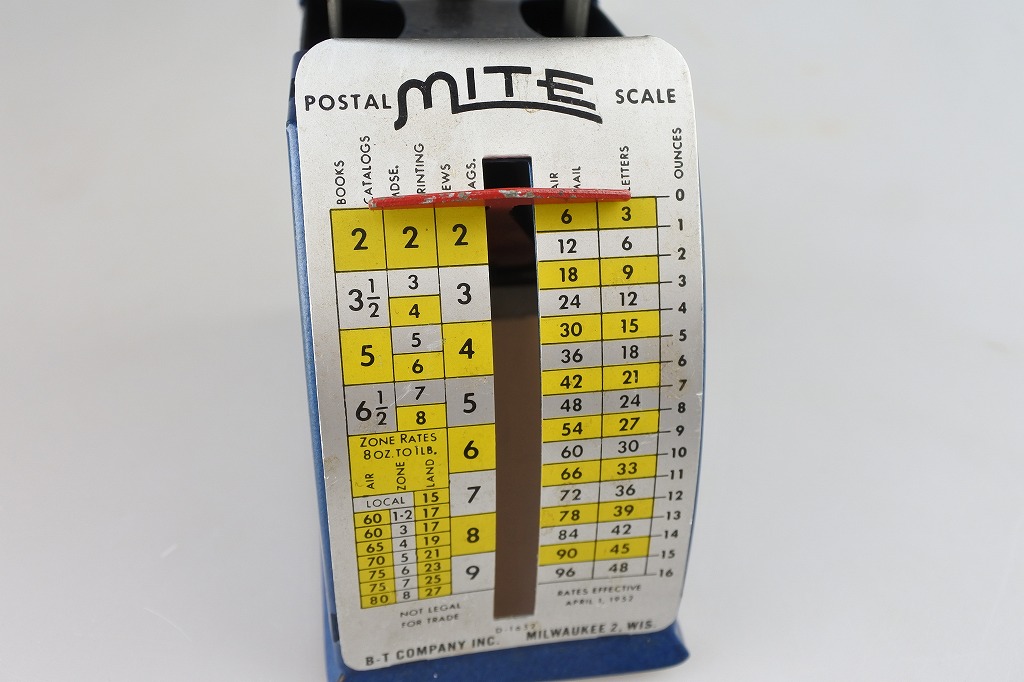 POSTAL MITE SCALE
BOOKS CATALOGS MDSE. PRINTING NEWS MAGS. AIR MAIL LETTERS OUNCES
0
2 2 2 6 3 1
12 6 2
3½ 3 3 18 9 3
4 24 12 4
5 5 4 30 15 5
6 36 18 6
6½ 7 5 42 21 7
8 48 24 8
ZONE RATES
8 OZ. TO 1 LB.
6 54 27 9
60 30 10
AIR ZONE LAND
7 66 33 11
72 36 12
8 78 39 13
84 42 14
9 90 45 15
96 48 16
LOCAL 15
60 1-2 17
60 3 17
65 4 19
70 5 21
75 6 23
75 7 25
80 8 27
NOT LEGAL
FOR TRADE
RATES EFFECTIVE
APRIL 1, 1952
B-T COMPANY INC. MILWAUKEE 2, WIS.